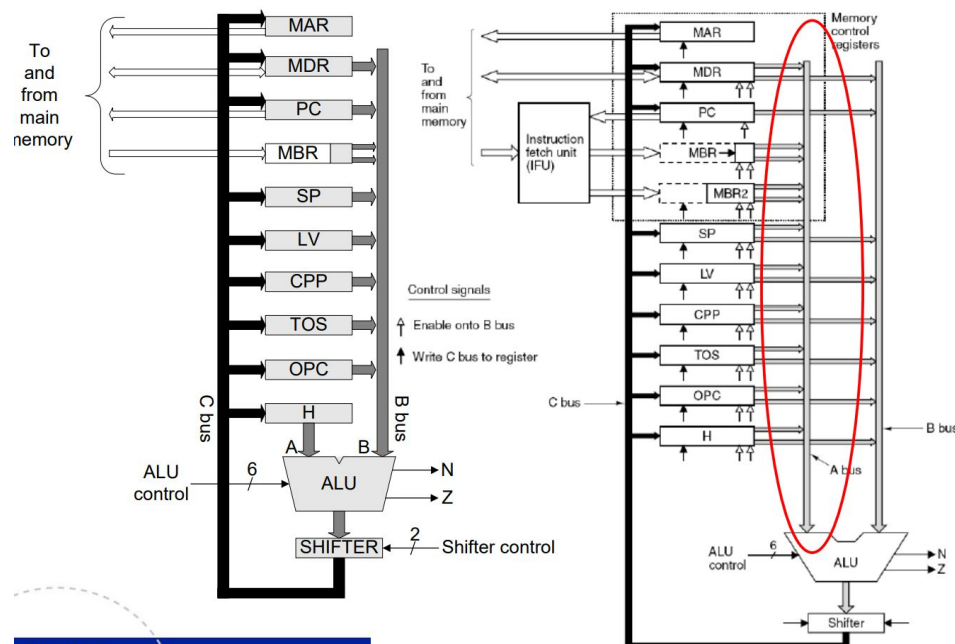 To
and
from
main
memory
MAR
MDR
PC
MBR
SP
LV
CPP
TOS
OPC
H
C bus
B bus
A
B
ALU
control
6
ALU
N
Z
SHIFTER
2
Shifter control
Control signals
Enable onto B bus
Write C bus to register
To
and
from
main
memory
Instruction
fetch unit
(IFU)
Memory
control
registers
MAR
MDR
PC
MBR
MBR2
SP
LV
CPP
TOS
OPC
H
C bus
B bus
A bus
ALU
control
6
ALU
N
Z
Shifter